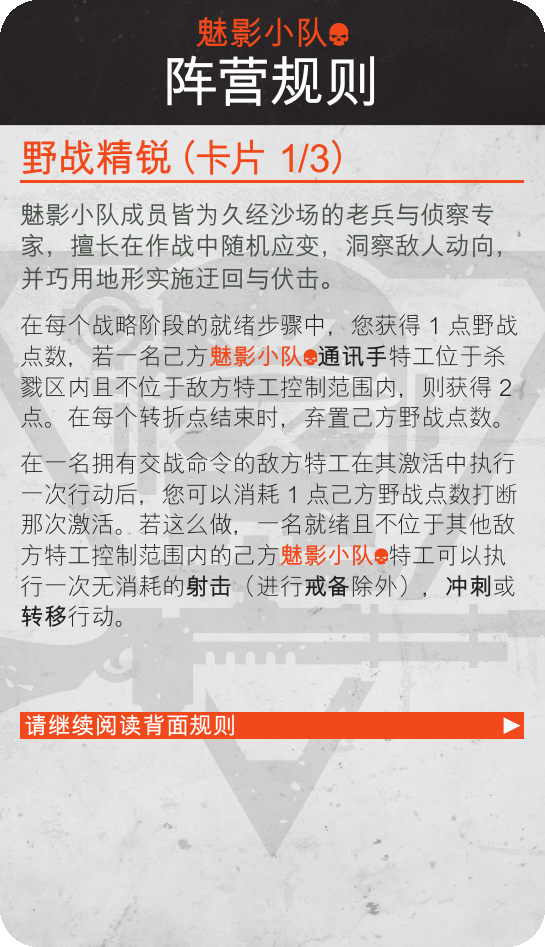 魅影小队
阵营规则
野战精锐 (卡片 1/3)
魅影小队成员皆为久经沙场的老兵与侦察专
家，擅长在作战中随机应变，洞察敌人动向，
并巧用地形实施迂回与伏击。
在每个战略阶段的就绪步骤中，您获得 1 点野战
点数，若一名己方魅影小队通讯手特工位于杀
戮区内且不位于敌方特工控制范围内，则获得 2
点。在每个转折点结束时，弃置己方野战点数。
在一名拥有交战命令的敌方特工在其激活中执行
一次行动后，您可以消耗 1 点己方野战点数打断
那次激活。若这么做，一名就绪且不位于其他敌
方特工控制范围内的己方魅影小队特工可以执
行一次无消耗的射击（进行戒备除外），冲刺或
转移行动。
请继续阅读背面规则